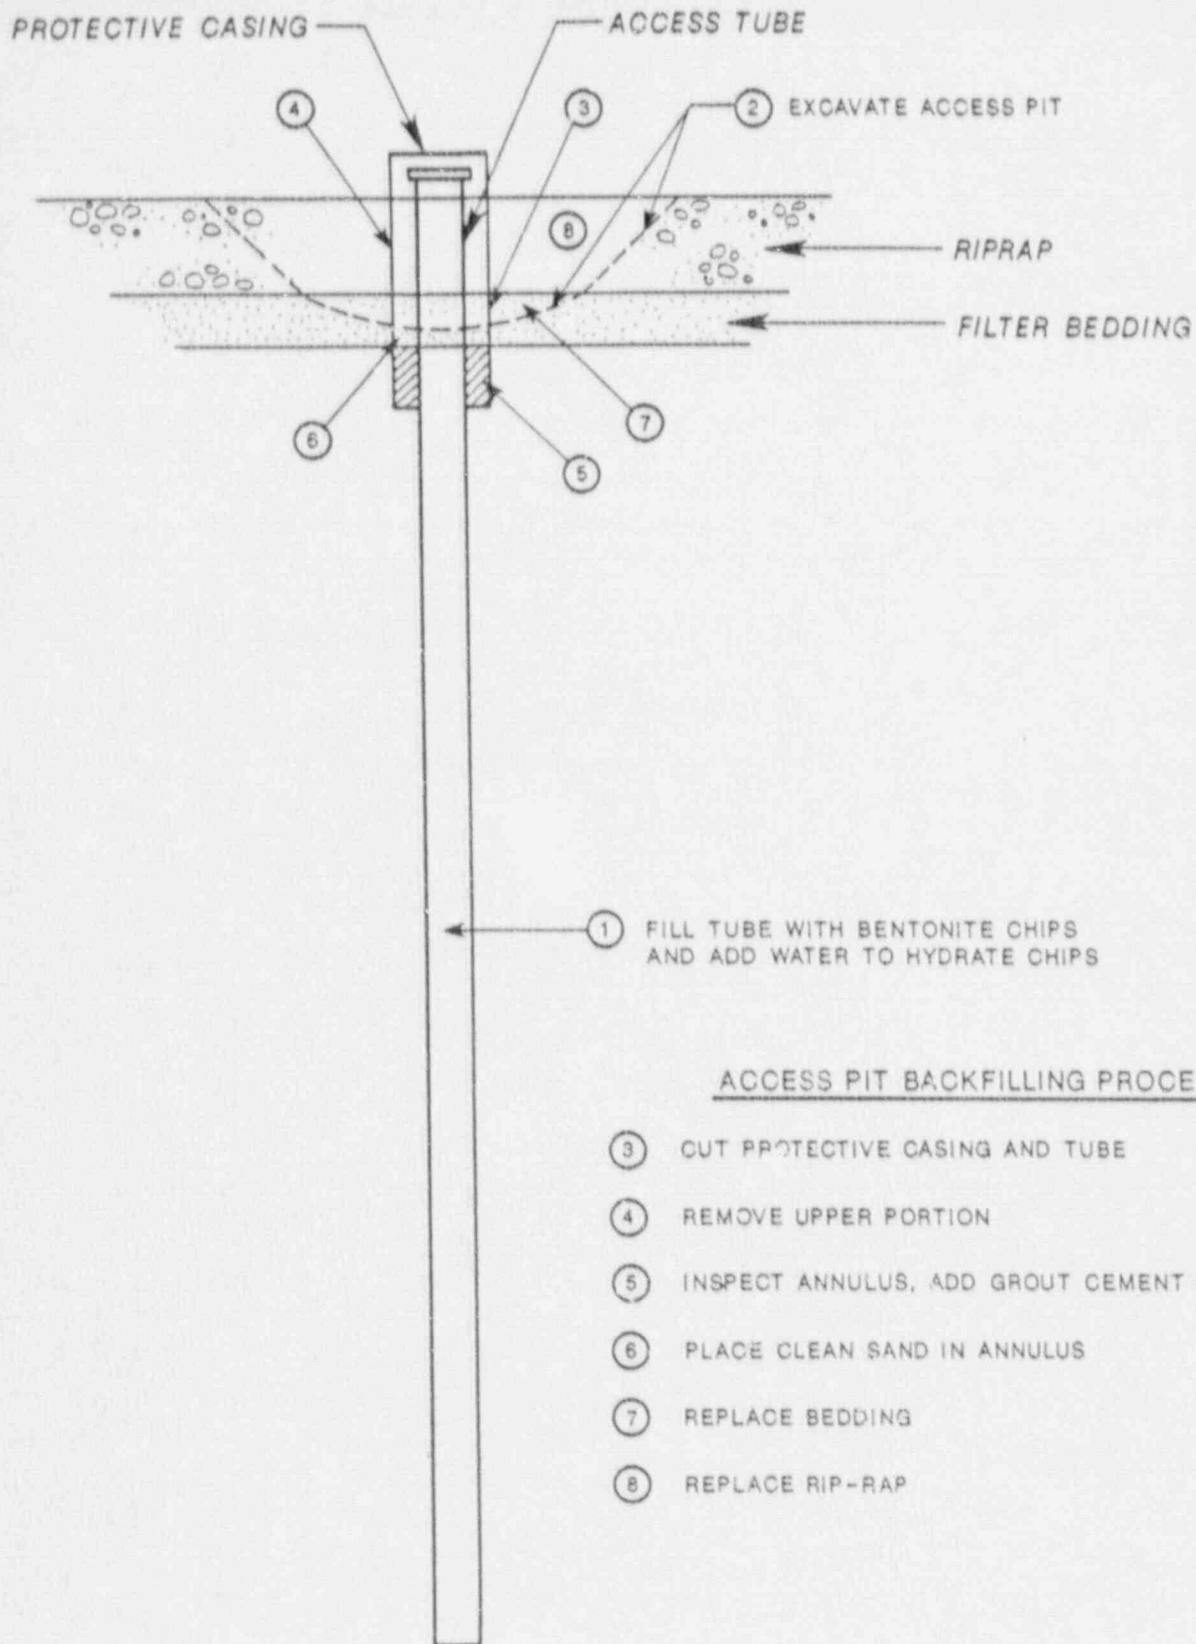 PROTECTIVE CASING
ACCESS TUBE
4
3
2 EXCAVATE ACCESS PIT
8
RIPRAP
FILTER BEDDING
6
7
5
1 FILL TUBE WITH BENTONITE CHIPS
AND ADD WATER TO HYDRATE CHIPS
ACCESS PIT BACKFILLING PROCE
3 CUT PROTECTIVE CASING AND TUBE
4 REMOVE UPPER PORTION
5 INSPECT ANNULUS, ADD GROUT CEMENT
6 PLACE CLEAN SAND IN ANNULUS
7 REPLACE BEDDING
8 REPLACE RIP-RAP